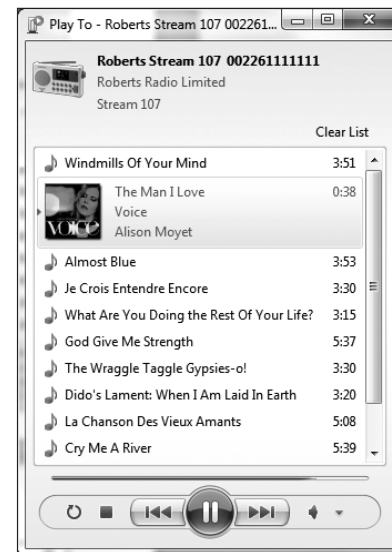 Play To - Roberts Stream 107 002261...
Roberts Stream 107 002261111111
Roberts Radio Limited
Stream 107
Clear List
Windmills Of Your Mind 3:51
The Man I Love 0:38
Voice
Alison Moyet
VOICE
Almost Blue 3:53
Je Crois Entendre Encore 3:30
What Are You Doing the Rest Of Your Life? 3:15
God Give Me Strength 5:37
The Wraggle Taggle Gypsies-o! 3:30
Dido's Lament: When I Am Laid In Earth 3:20
La Chanson Des Vieux Amants 5:08
Cry Me A River 5:39